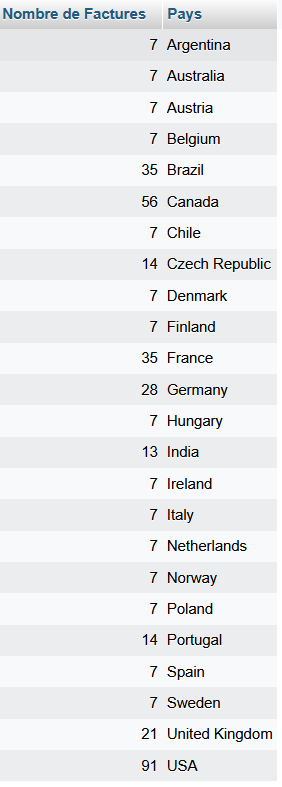 Nombre de Factures Pays
7 Argentina
7 Australia
7 Austria
7 Belgium
35 Brazil
56 Canada
7 Chile
14 Czech Republic
7 Denmark
7 Finland
35 France
28 Germany
7 Hungary
13 India
7 Ireland
7 Italy
7 Netherlands
7 Norway
7 Poland
14 Portugal
7 Spain
7 Sweden
21 United Kingdom
91 USA